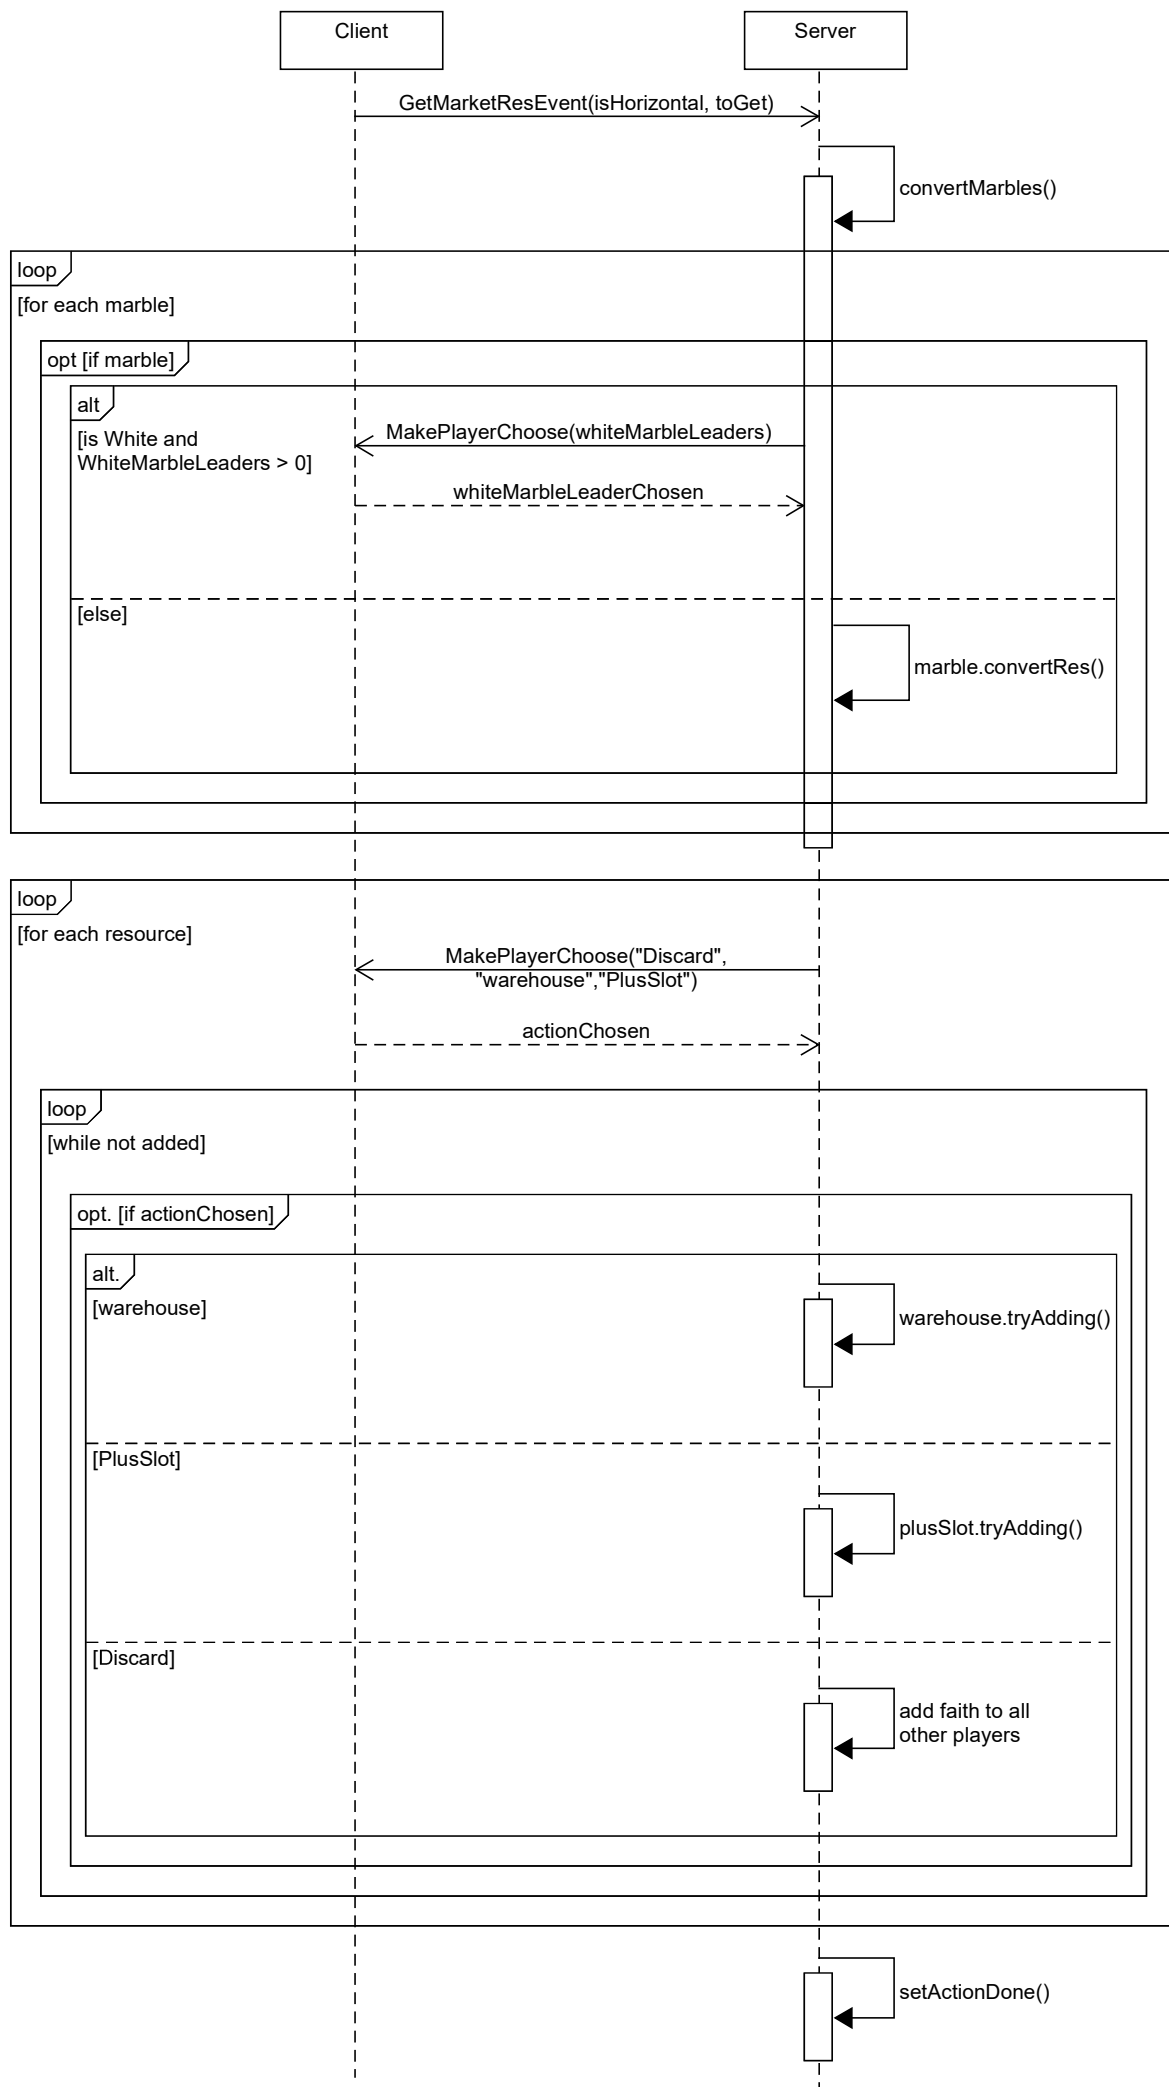 Client
Server
GetMarketResEvent(isHorizontal, toGet)
convertMarbles()
loop
[for each marble]
opt [if marble]
alt
[is White and
WhiteMarbleLeaders > 0]
MakePlayerChoose(whiteMarbleLeaders)
whiteMarbleLeaderChosen
[else]
marble.convertRes()
loop
[for each resource]
MakePlayerChoose("Discard",
"warehouse","PlusSlot")
actionChosen
loop
[while not added]
opt. [if actionChosen]
alt.
[warehouse]
warehouse.tryAdding()
[PlusSlot]
plusSlot.tryAdding()
[Discard]
add faith to all
other players
setActionDone()